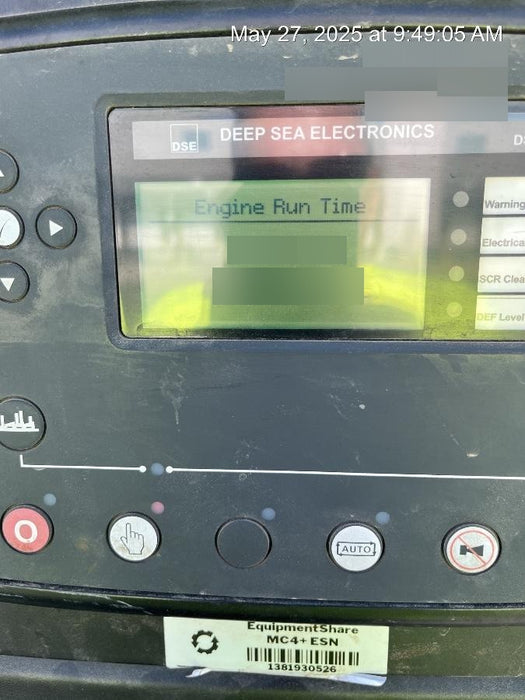 May 27, 2025 at 9:49:05 AM
DSE
DEEP SEA ELECTRONICS
Engine Run Time
Warning
Electrical
SCR Clea
DEF Level
O
AUTO
EquipmentShare
MC4+ ESN
1381930526